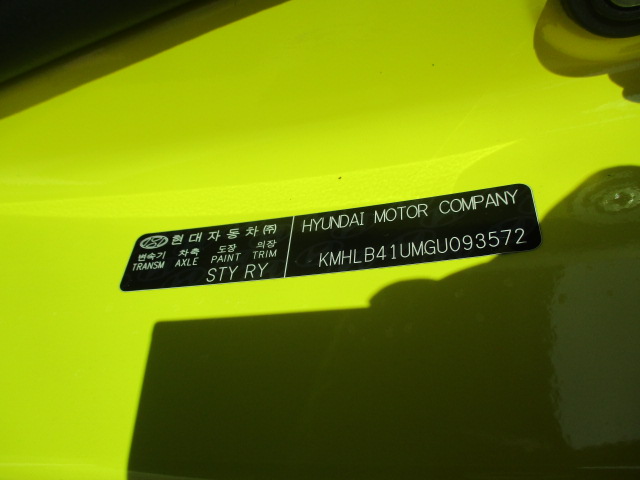 현대자동차(주)
변속기 차축 도장 의장
TRANSM AXLE PAINT TRIM
STY RY
HYUNDAI MOTOR COMPANY
KMHLB41UMGU093572